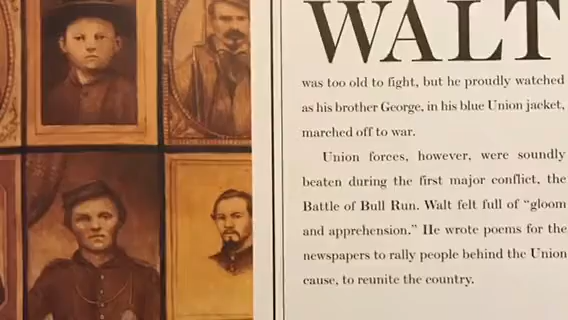 WALT
was too old to fight, but he proudly watched
as his brother George, in his blue Union jacket,
marched off to war.
Union forces, however, were soundly
beaten during the first major conflict, the
Battle of Bull Run. Walt felt full of “gloom
and apprehension.” He wrote poems for the
newspapers to rally people behind the Union
cause, to reunite the country.